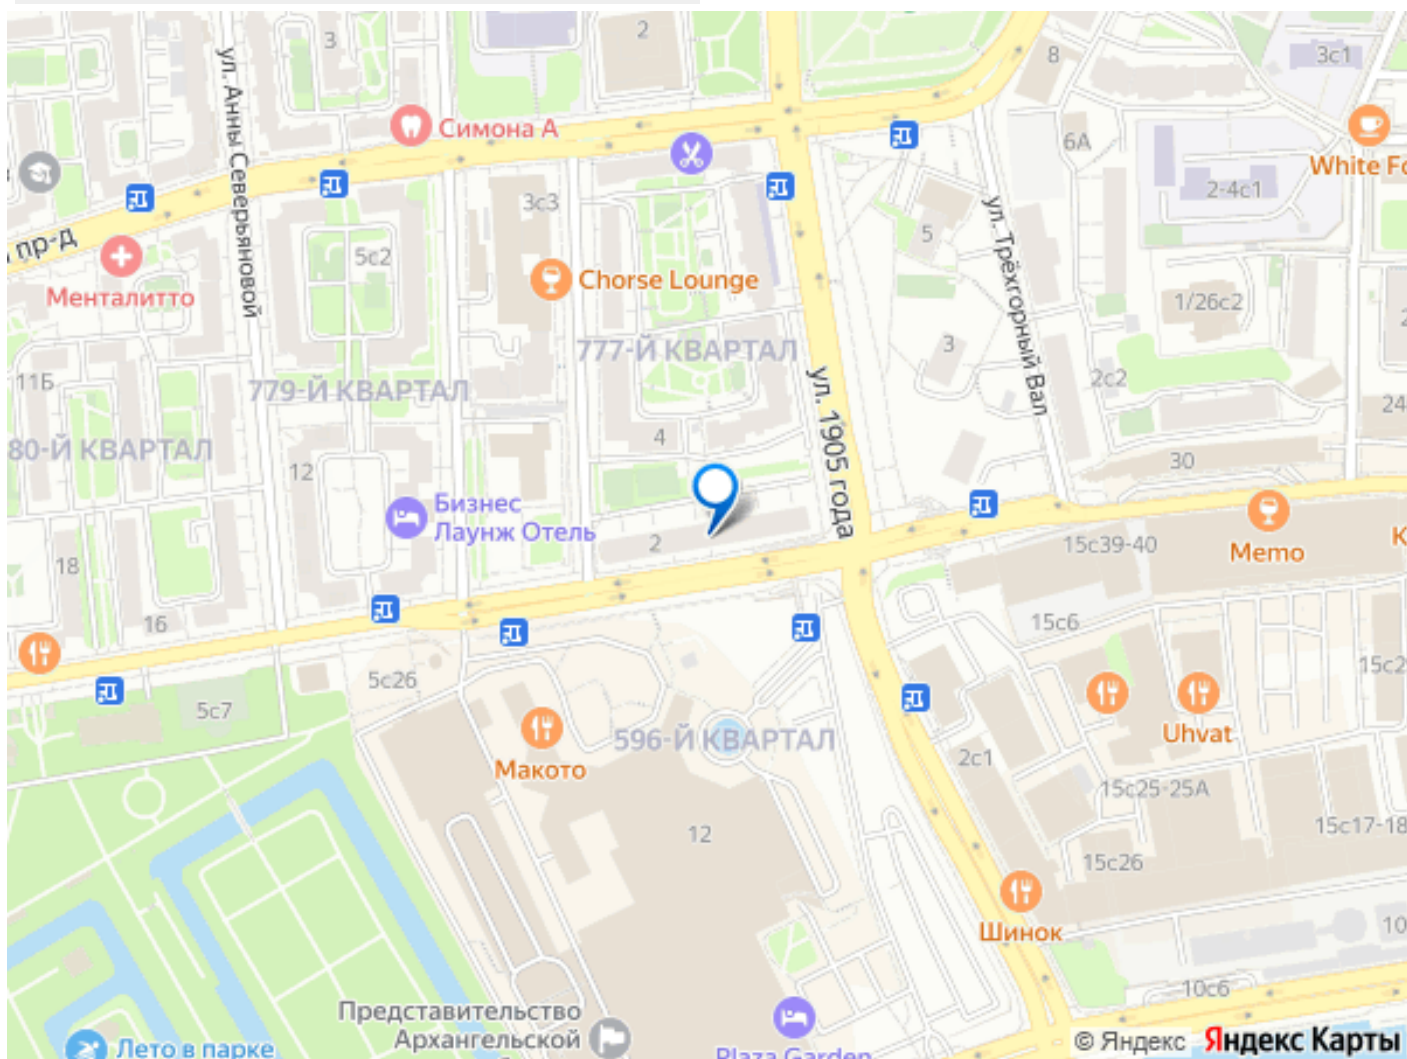 3
2
8
3с1
ул. Анны Северьяновой
Симона А
6А
White Fo
2-4с1
3с3
5
ул. Трёхгорный Вал
пр-д
5с2
Менталитто
Chorse Lounge
1/26с2
2
777-Й КВАРТАЛ
3
11Б
779-Й КВАРТАЛ
ул. 1905 года
2с2
24
80-Й КВАРТАЛ
12
4
30
Бизнес
Лаунж Отель
2
15с39-40
Memo
К
18
16
15с6
5с26
5с7
15с2
596-Й КВАРТАЛ
Uhvat
Макото
2с1
15с25-25А
12
15с17-18
15с26
Шинок
10
10с6
Представительство
Архангельской
Лето в парке
Plaza Garden
© Яндекс Яндекс Карты